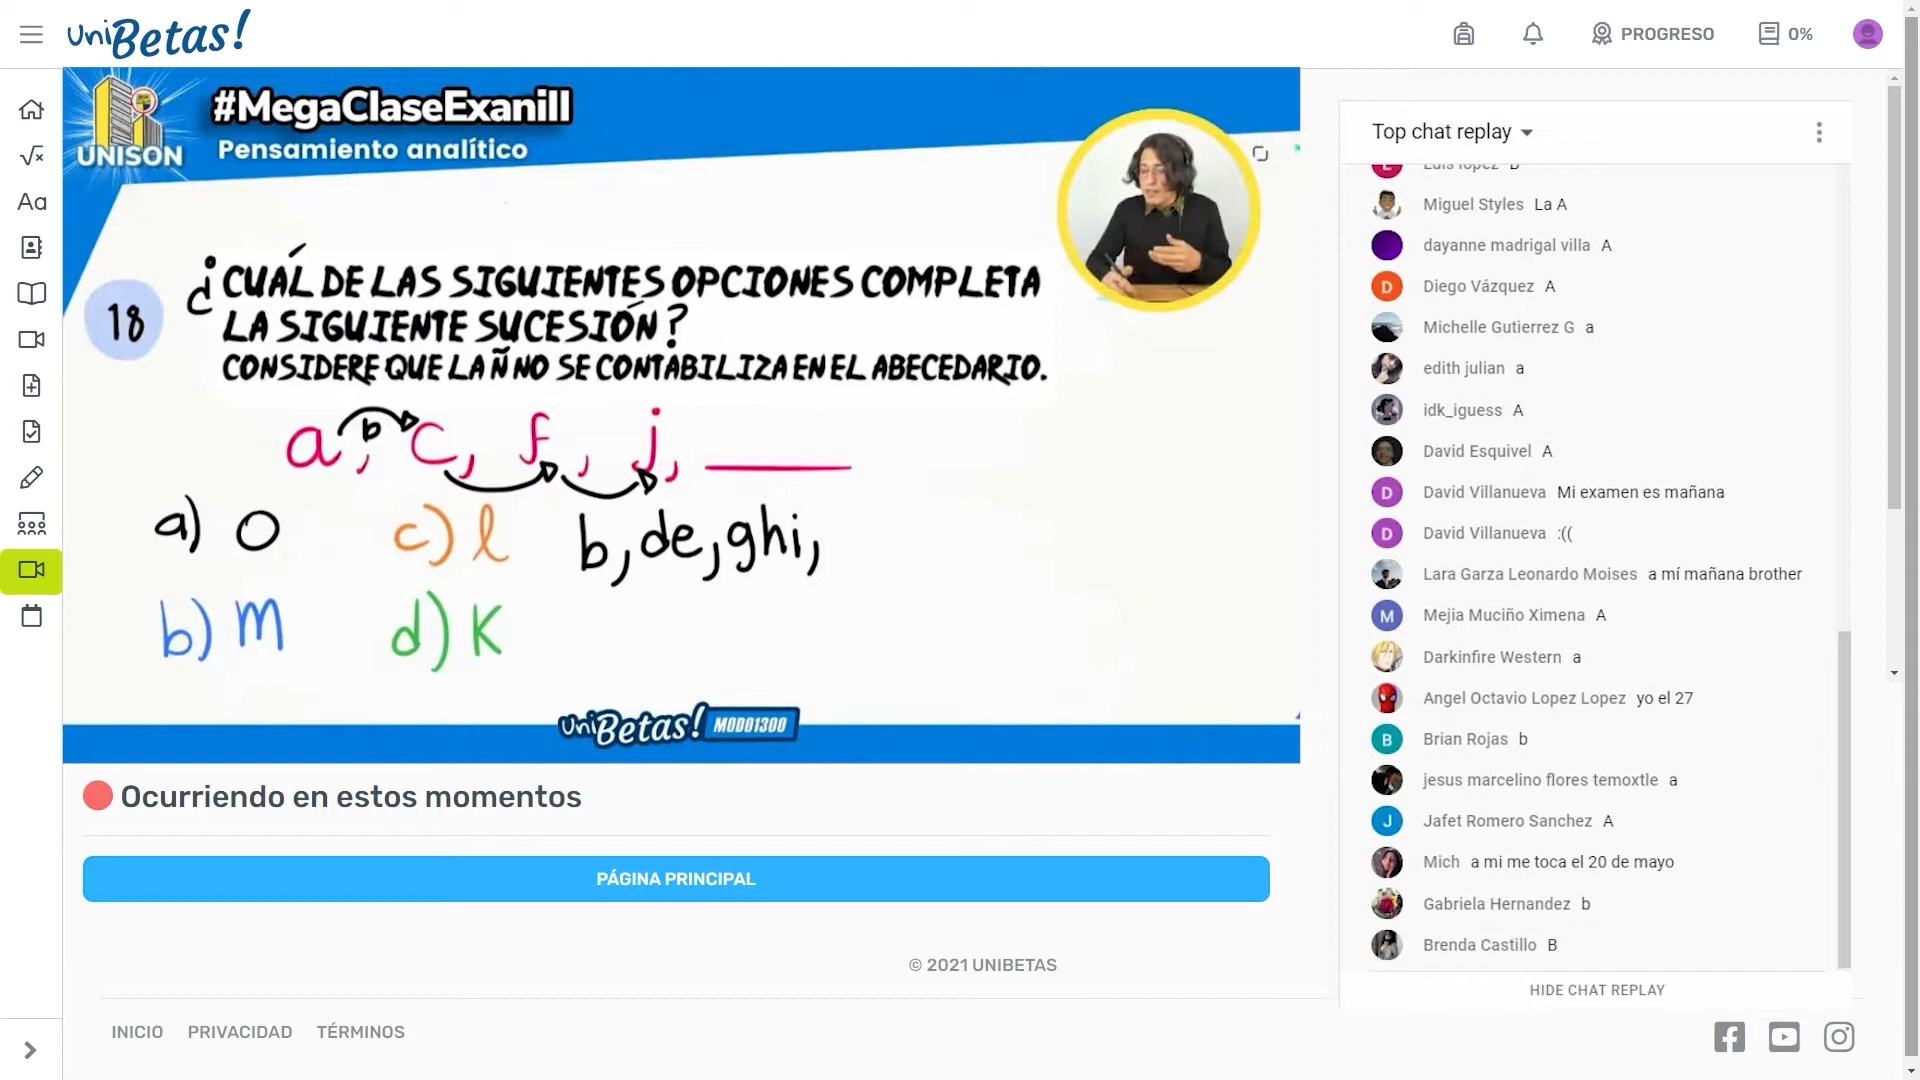 uniBetas!
PROGRESO
0%
UNISON
#MegaClaseExaniII
Pensamiento analítico
18
¿CUÁL DE LAS SIGUIENTES OPCIONES COMPLETA
LA SIGUIENTE SUCESIÓN?
CONSIDERE QUE LA Ñ NO SE CONTABILIZA EN EL ABECEDARIO.
b
a, c, f, j,
a) o
c) l
b, de, ghi,
b) m
d) k
uniBetas! MODO1300
Ocurriendo en estos momentos
PÁGINA PRINCIPAL
© 2021 UNIBETAS
INICIO PRIVACIDAD TÉRMINOS
Aa
Top chat replay
Luis lopez B
Miguel Styles La A
dayanne madrigal villa A
D Diego Vázquez A
Michelle Gutierrez G a
edith julian a
idk_iguess A
David Esquivel A
D David Villanueva Mi examen es mañana
D David Villanueva :((
Lara Garza Leonardo Moises a mí mañana brother
M Mejia Muciño Ximena A
Darkinfire Western a
Angel Octavio Lopez Lopez yo el 27
B Brian Rojas b
jesus marcelino flores temoxtle a
J Jafet Romero Sanchez A
Mich a mi me toca el 20 de mayo
Gabriela Hernandez b
Brenda Castillo B
HIDE CHAT REPLAY